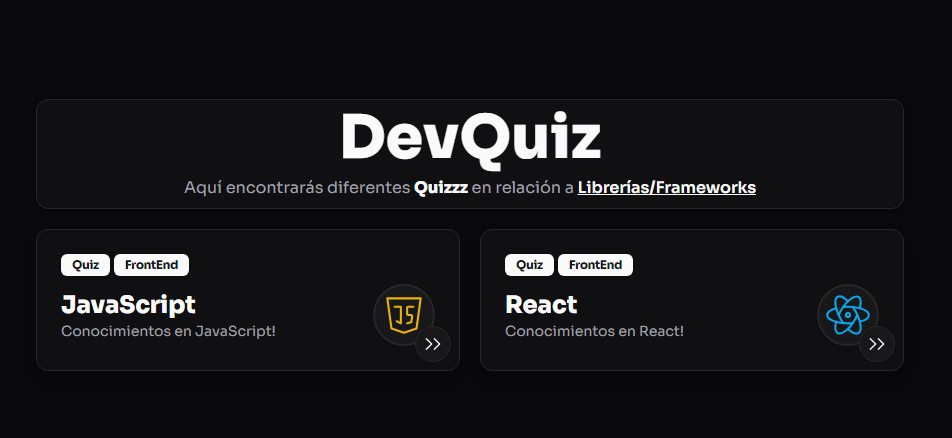 DevQuiz
Aquí encontrarás diferentes Quizzz en relación a Librerías/Frameworks
Quiz FrontEnd
JavaScript
Conocimientos en JavaScript!
JS
Quiz FrontEnd
React
Conocimientos en React!